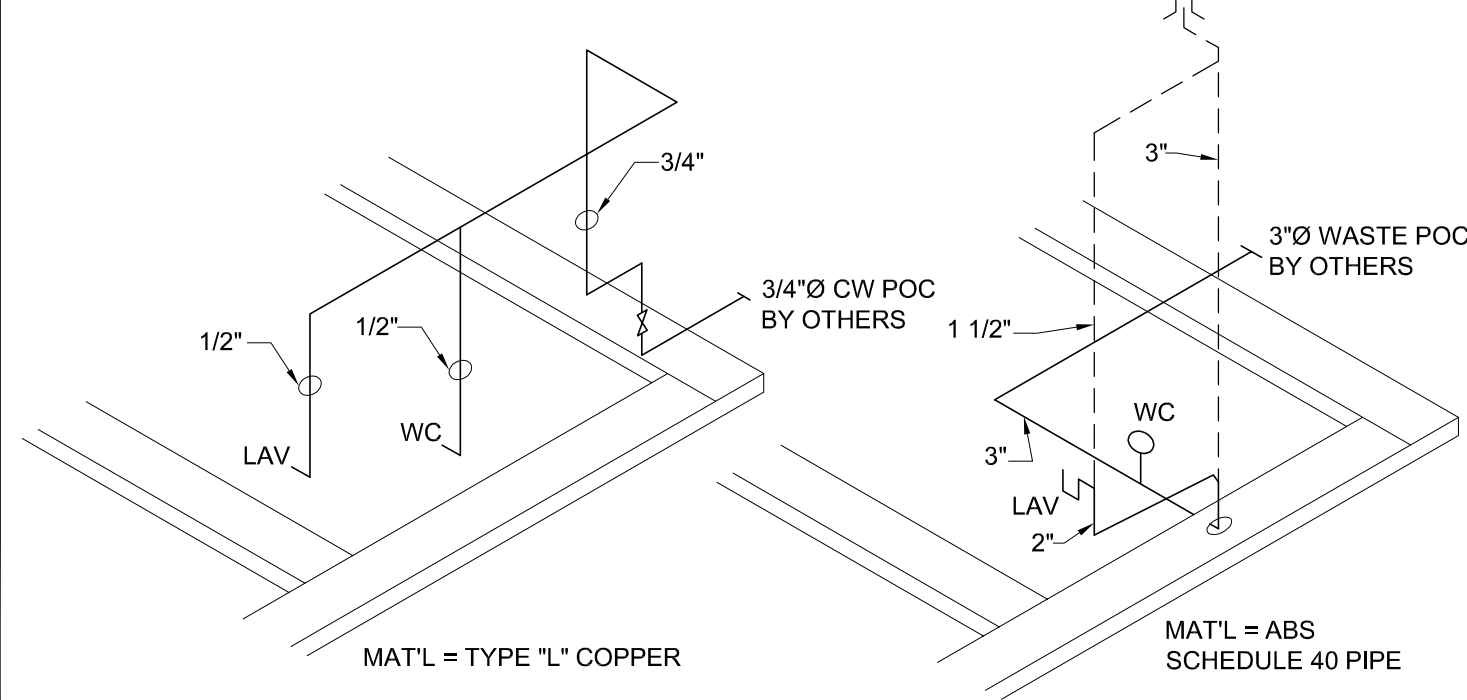 3/4"
3/4"Ø CW POC
BY OTHERS
1/2"
1/2"
LAV
WC
MAT'L = TYPE "L" COPPER
3"
3"Ø WASTE POC
BY OTHERS
1 1/2"
WC
3"
LAV
2"
MAT'L = ABS
SCHEDULE 40 PIPE